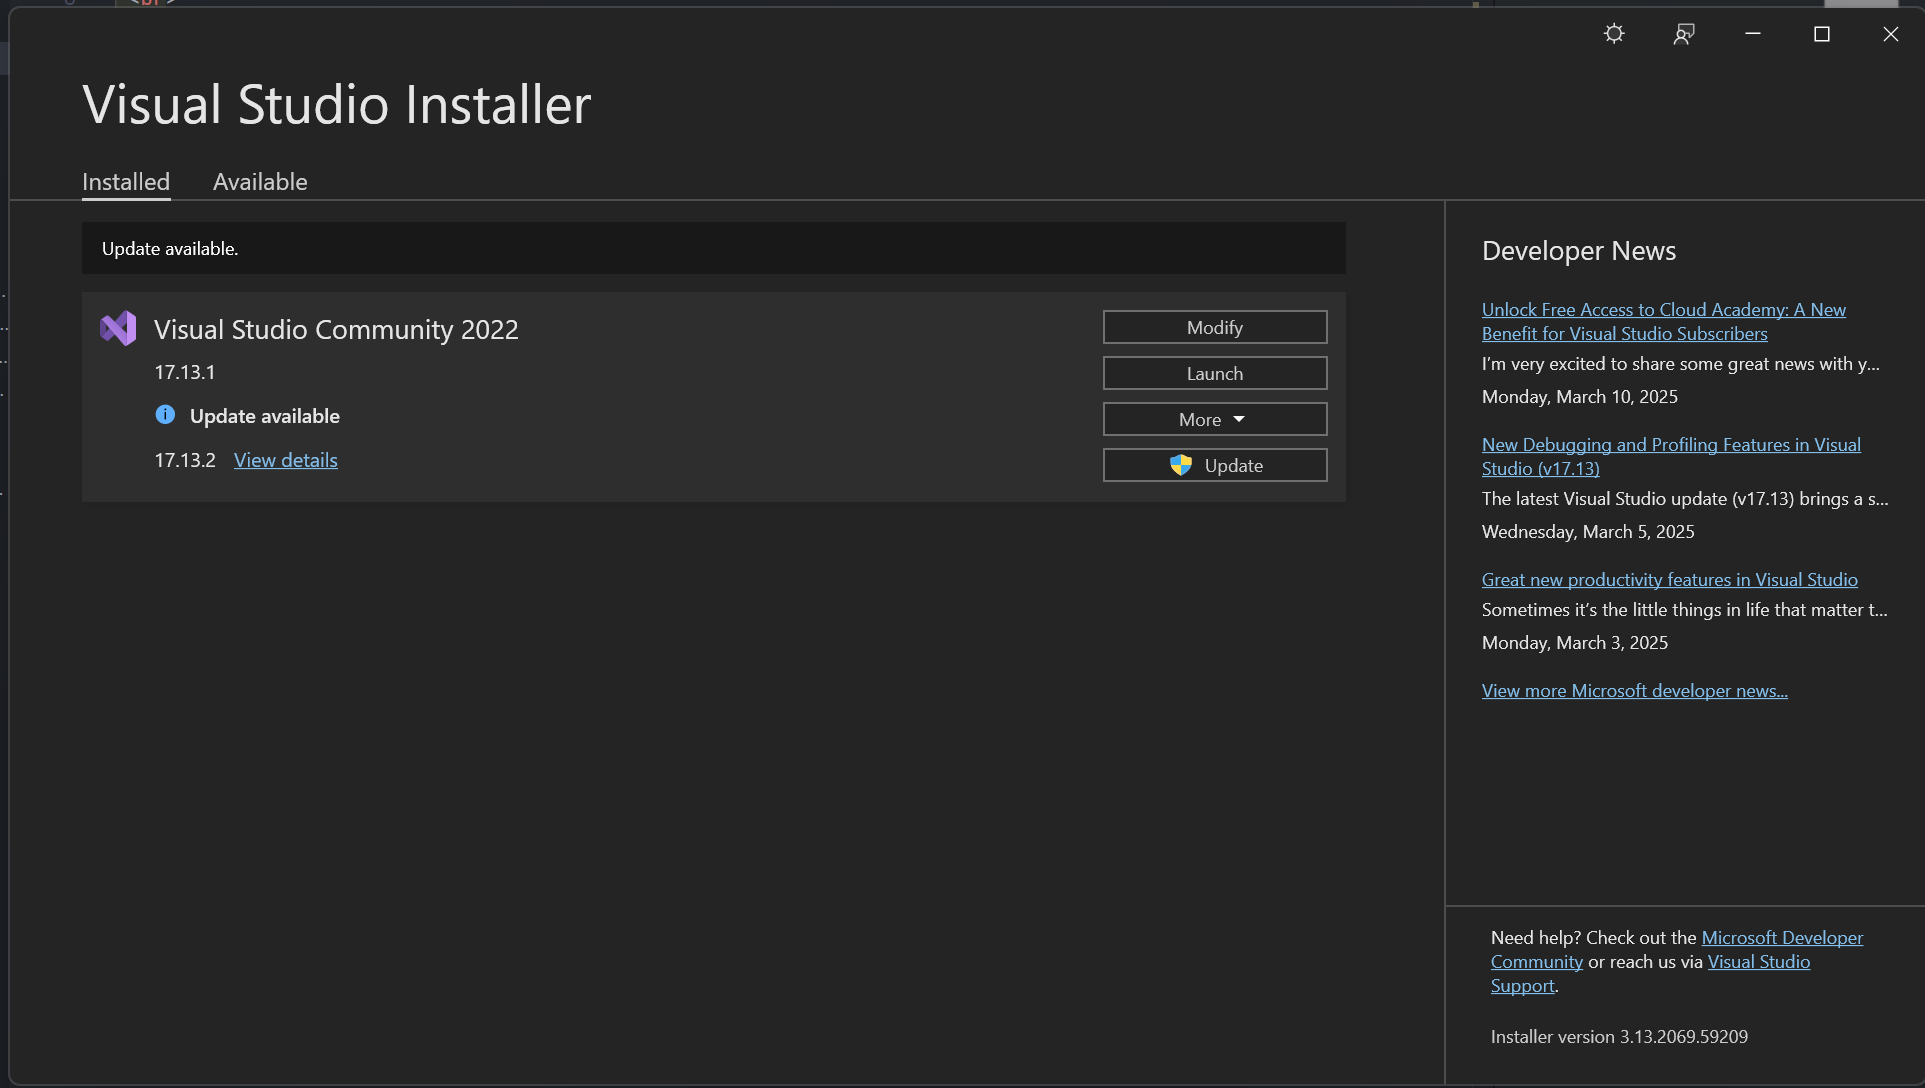 Visual Studio Installer
Installed
Available
Update available.
Visual Studio Community 2022
17.13.1
Update available
17.13.2 View details
Modify
Launch
More
Update
Developer News
Unlock Free Access to Cloud Academy: A New
Benefit for Visual Studio Subscribers
I’m very excited to share some great news with y...
Monday, March 10, 2025
New Debugging and Profiling Features in Visual
Studio (v17.13)
The latest Visual Studio update (v17.13) brings a s...
Wednesday, March 5, 2025
Great new productivity features in Visual Studio
Sometimes it’s the little things in life that matter t...
Monday, March 3, 2025
View more Microsoft developer news...
Need help? Check out the Microsoft Developer
Community or reach us via Visual Studio
Support.
Installer version 3.13.2069.59209